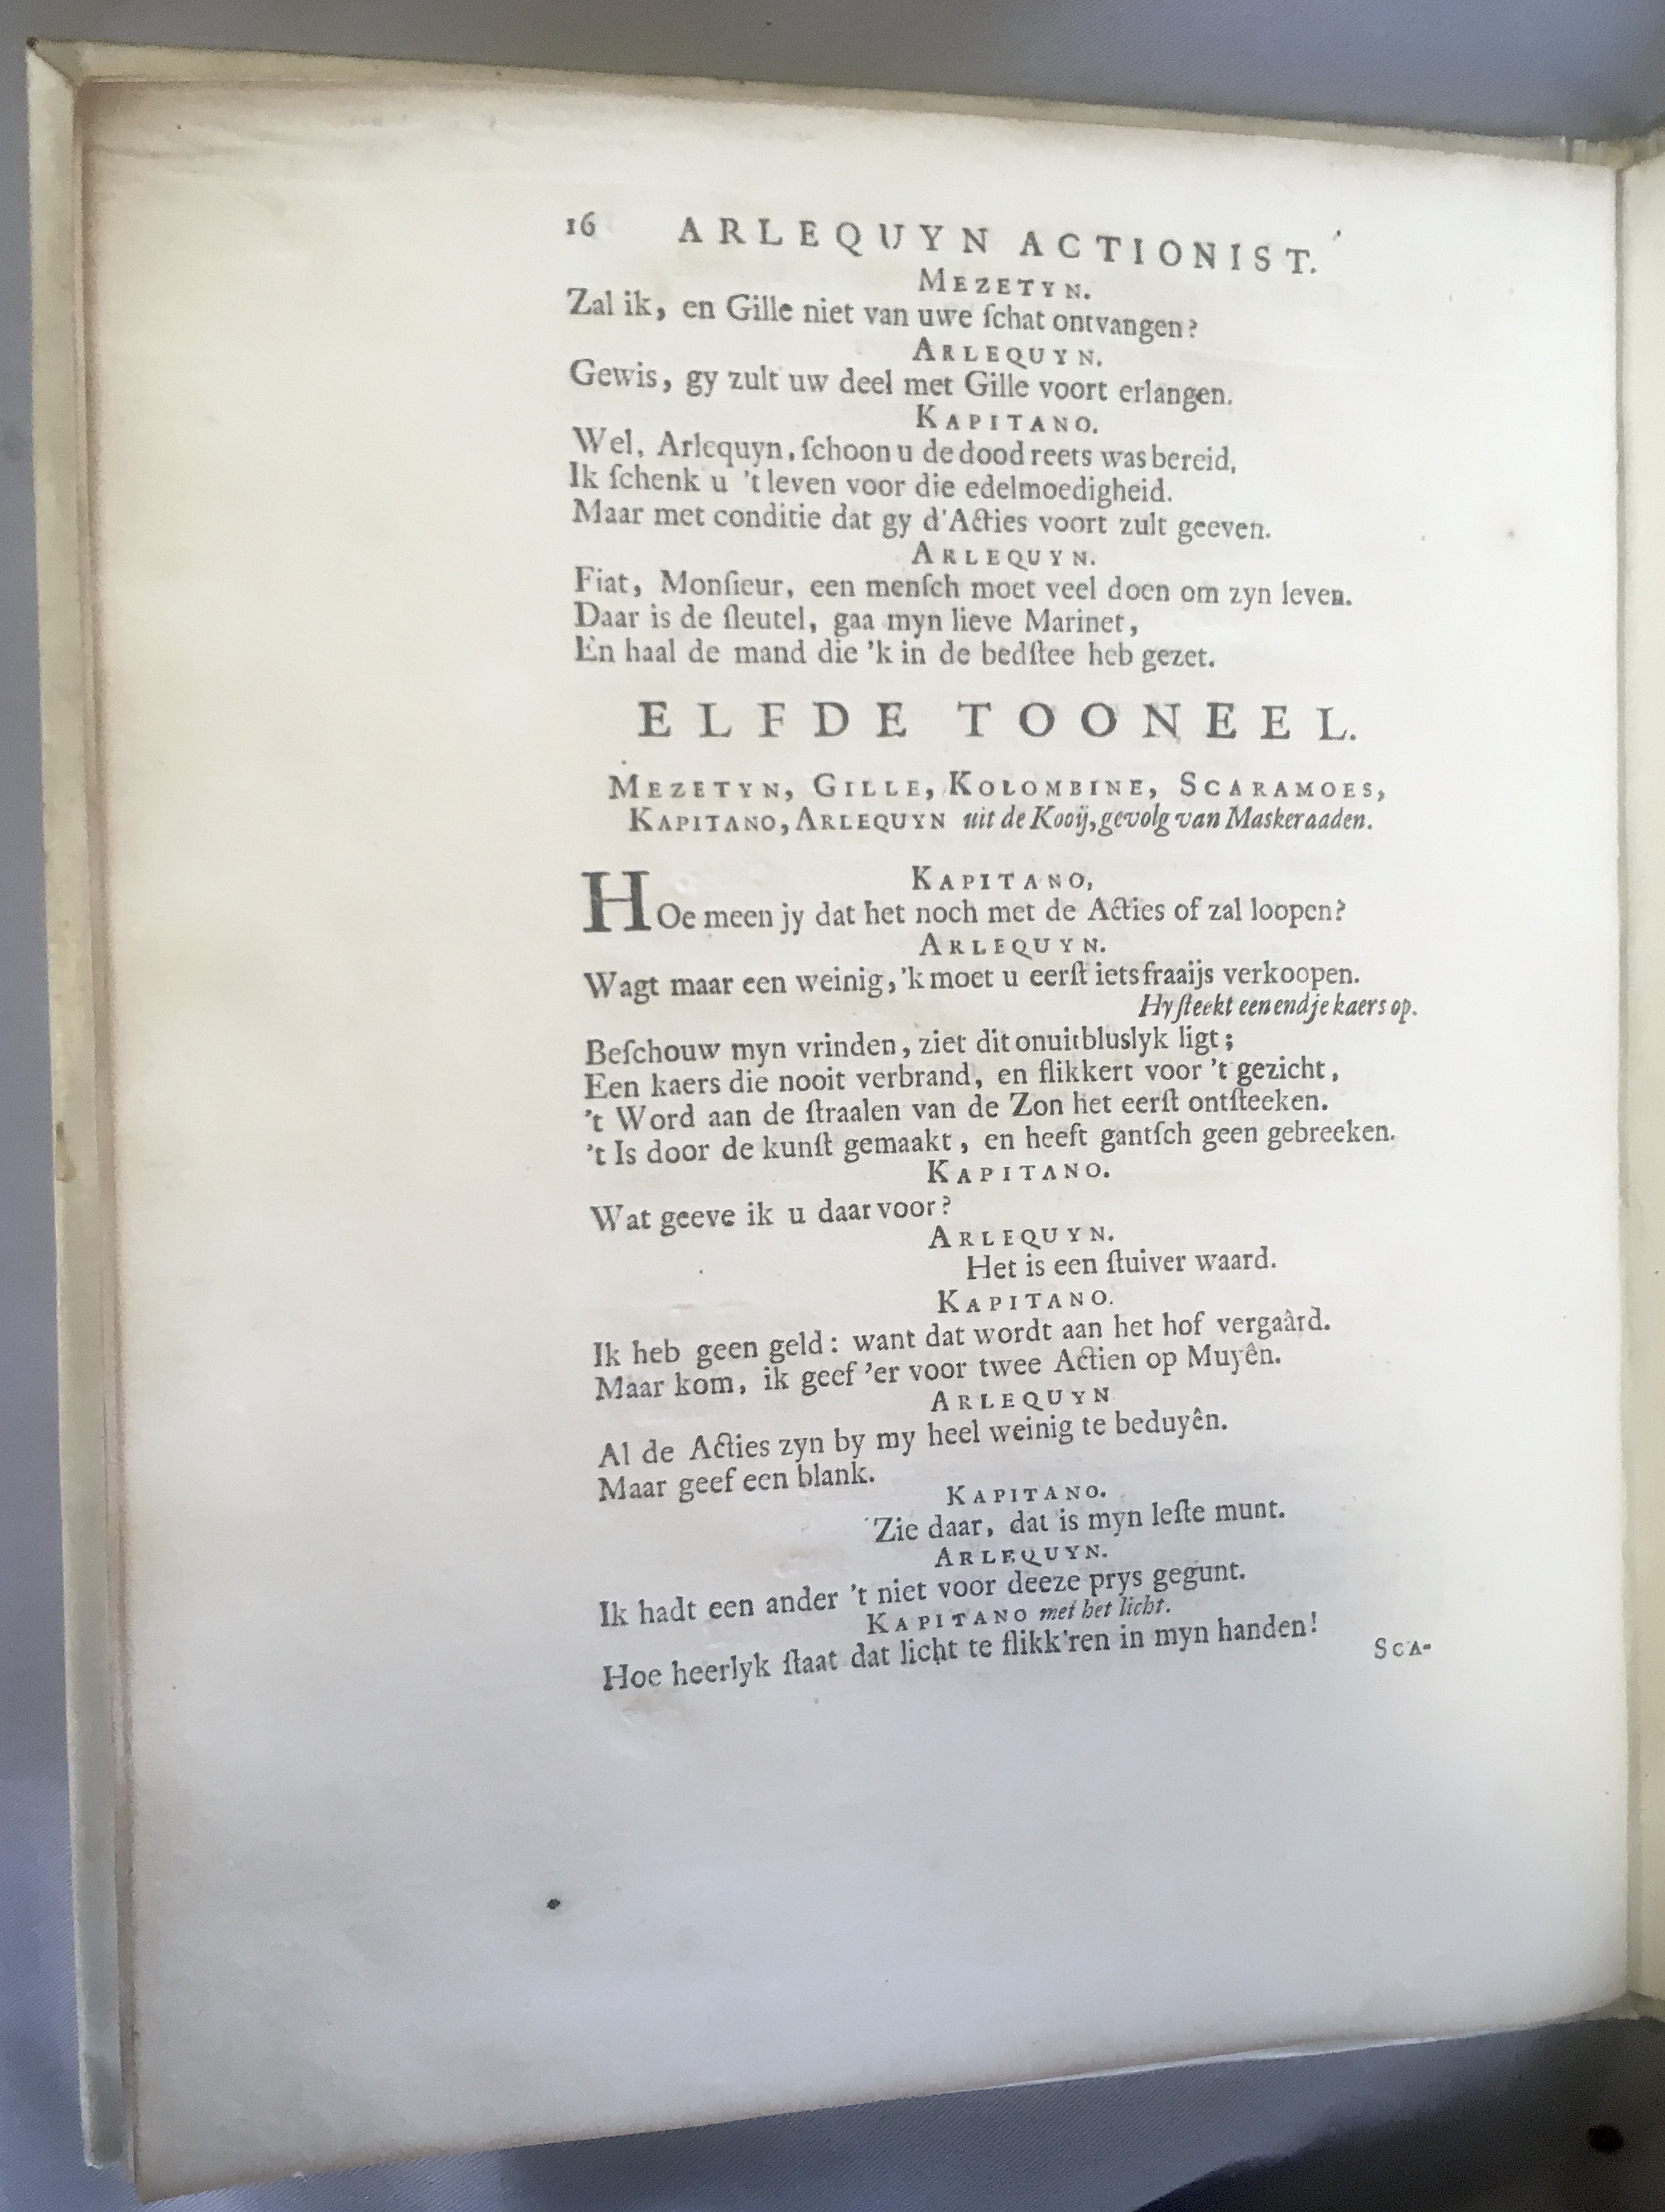 16 ARLEQUYN ACTIONIST.
MEZETYN.
Zal ik, en Gille niet van uwe ſchat ontvangen?
ARLEQUYN.
Gewis, gy zult uw deel met Gille voort erlangen.
KAPITANO.
Wel, Arlequyn, ſchoon u de dood reets was bereid,
Ik ſchenk u 't leven voor die edelmoedigheid.
Maar met conditie dat gy d'Acties voort zult geeven.
ARLEQUYN.
Fiat, Monſieur, een menſch moet veel doen om zyn leven.
Daar is de ſleutel, gaa myn lieve Marinet,
En haal de mand die 'k in de bedſtee heb gezet.
ELFDE TOONEEL.
MEZETYN, GILLE, KOLOMBINE, SCARAMOES,
KAPITANO, ARLEQUYN uit de Kooij, gevolg van Maskeraaden.
KAPITANO,
HOe meen jy dat het noch met de Acties of zal loopen?
ARLEQUYN.
Wagt maar een weinig, 'k moet u eerſt iets fraaijs verkoopen.
Hy ſteekt een endje kaers op.
Beſchouw myn vrinden, ziet dit onuitbluslyk ligt;
Een kaers die nooit verbrand, en flikkert voor 't gezicht,
't Word aan de ſtraalen van de Zon het eerſt ontſteeken.
't Is door de kunſt gemaakt, en heeft gantſch geen gebreeken.
KAPITANO.
Wat geeve ik u daar voor?
ARLEQUYN.
Het is een ſtuiver waard.
KAPITANO.
Ik heb geen geld: want dat wordt aan het hof vergaârd.
Maar kom, ik geef 'er voor twee Actien op Muyên.
ARLEQUYN
Al de Acties zyn by my heel weinig te beduyên.
Maar geef een blank.
KAPITANO.
Zie daar, dat is myn leſte munt.
ARLEQUYN.
Ik hadt een ander 't niet voor deeze prys gegunt.
KAPITANO met het licht.
Hoe heerlyk ſtaat dat licht te flikk'ren in myn handen!
SCA-